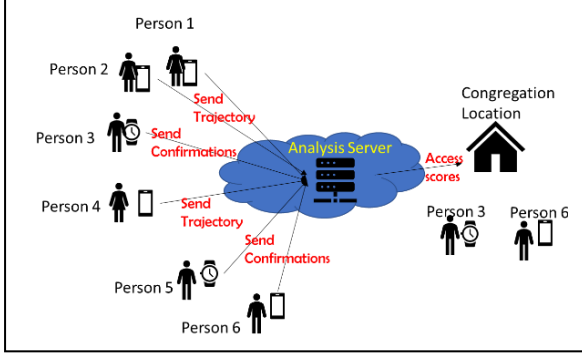 Person 1
Person 2
Send
Trajectory
Person 3
Send
Confirmations
Analysis Server
Access
scores
Congregation
Location
Person 4
Send
Trajectory
Person 3
Person 6
Send
Confirmations
Person 5
Person 6